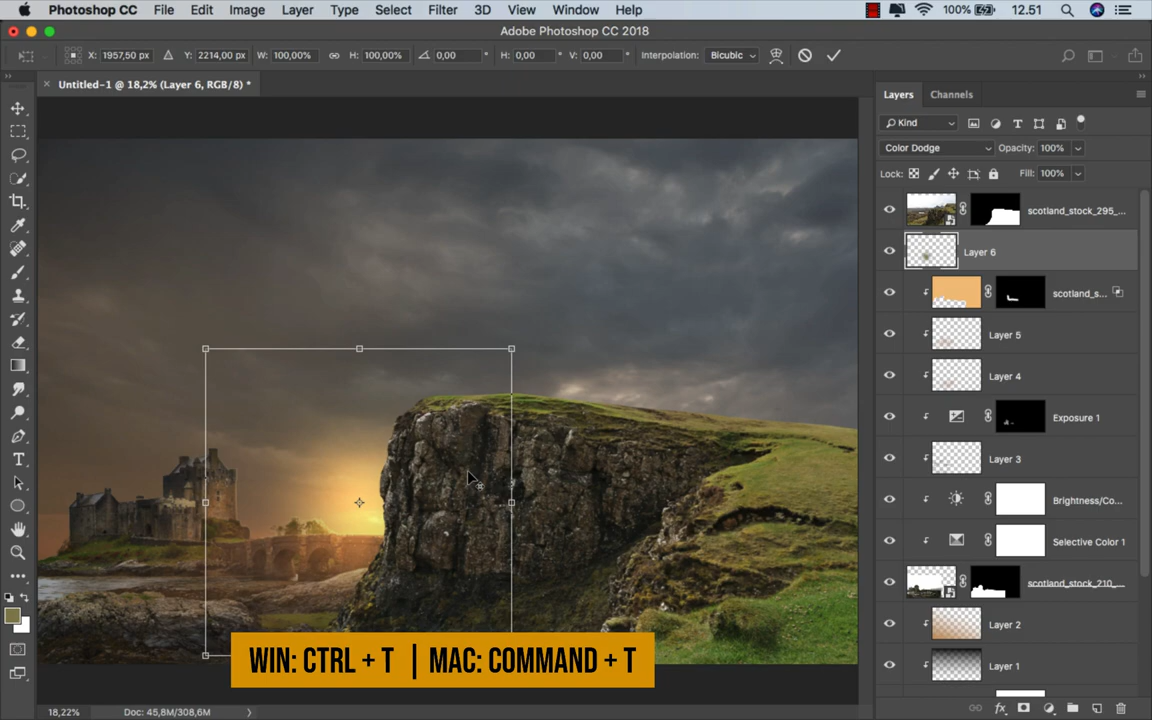 Photoshop CC File Edit Image Layer Type Select Filter 3D View Window Help 100% 12.51
Adobe Photoshop CC 2018
X: 1957,50 px Y: 2214,00 px W: 100,00% H: 100,00% 0,00 ° H: 0,00 ° V: 0,00 ° Interpolation: Bicubic
Untitled-1 @ 18,2% (Layer 6, RGB/8) *
Layers Channels
Kind
Color Dodge Opacity: 100%
Lock: Fill: 100%
scotland_stock_295_...
Layer 6
scotland_s...
Layer 5
Layer 4
Exposure 1
Layer 3
Brightness/Co...
Selective Color 1
scotland_stock_210_...
Layer 2
Layer 1
WIN: CTRL + T | MAC: COMMAND + T
18,22% Doc: 45,8M/308,6M